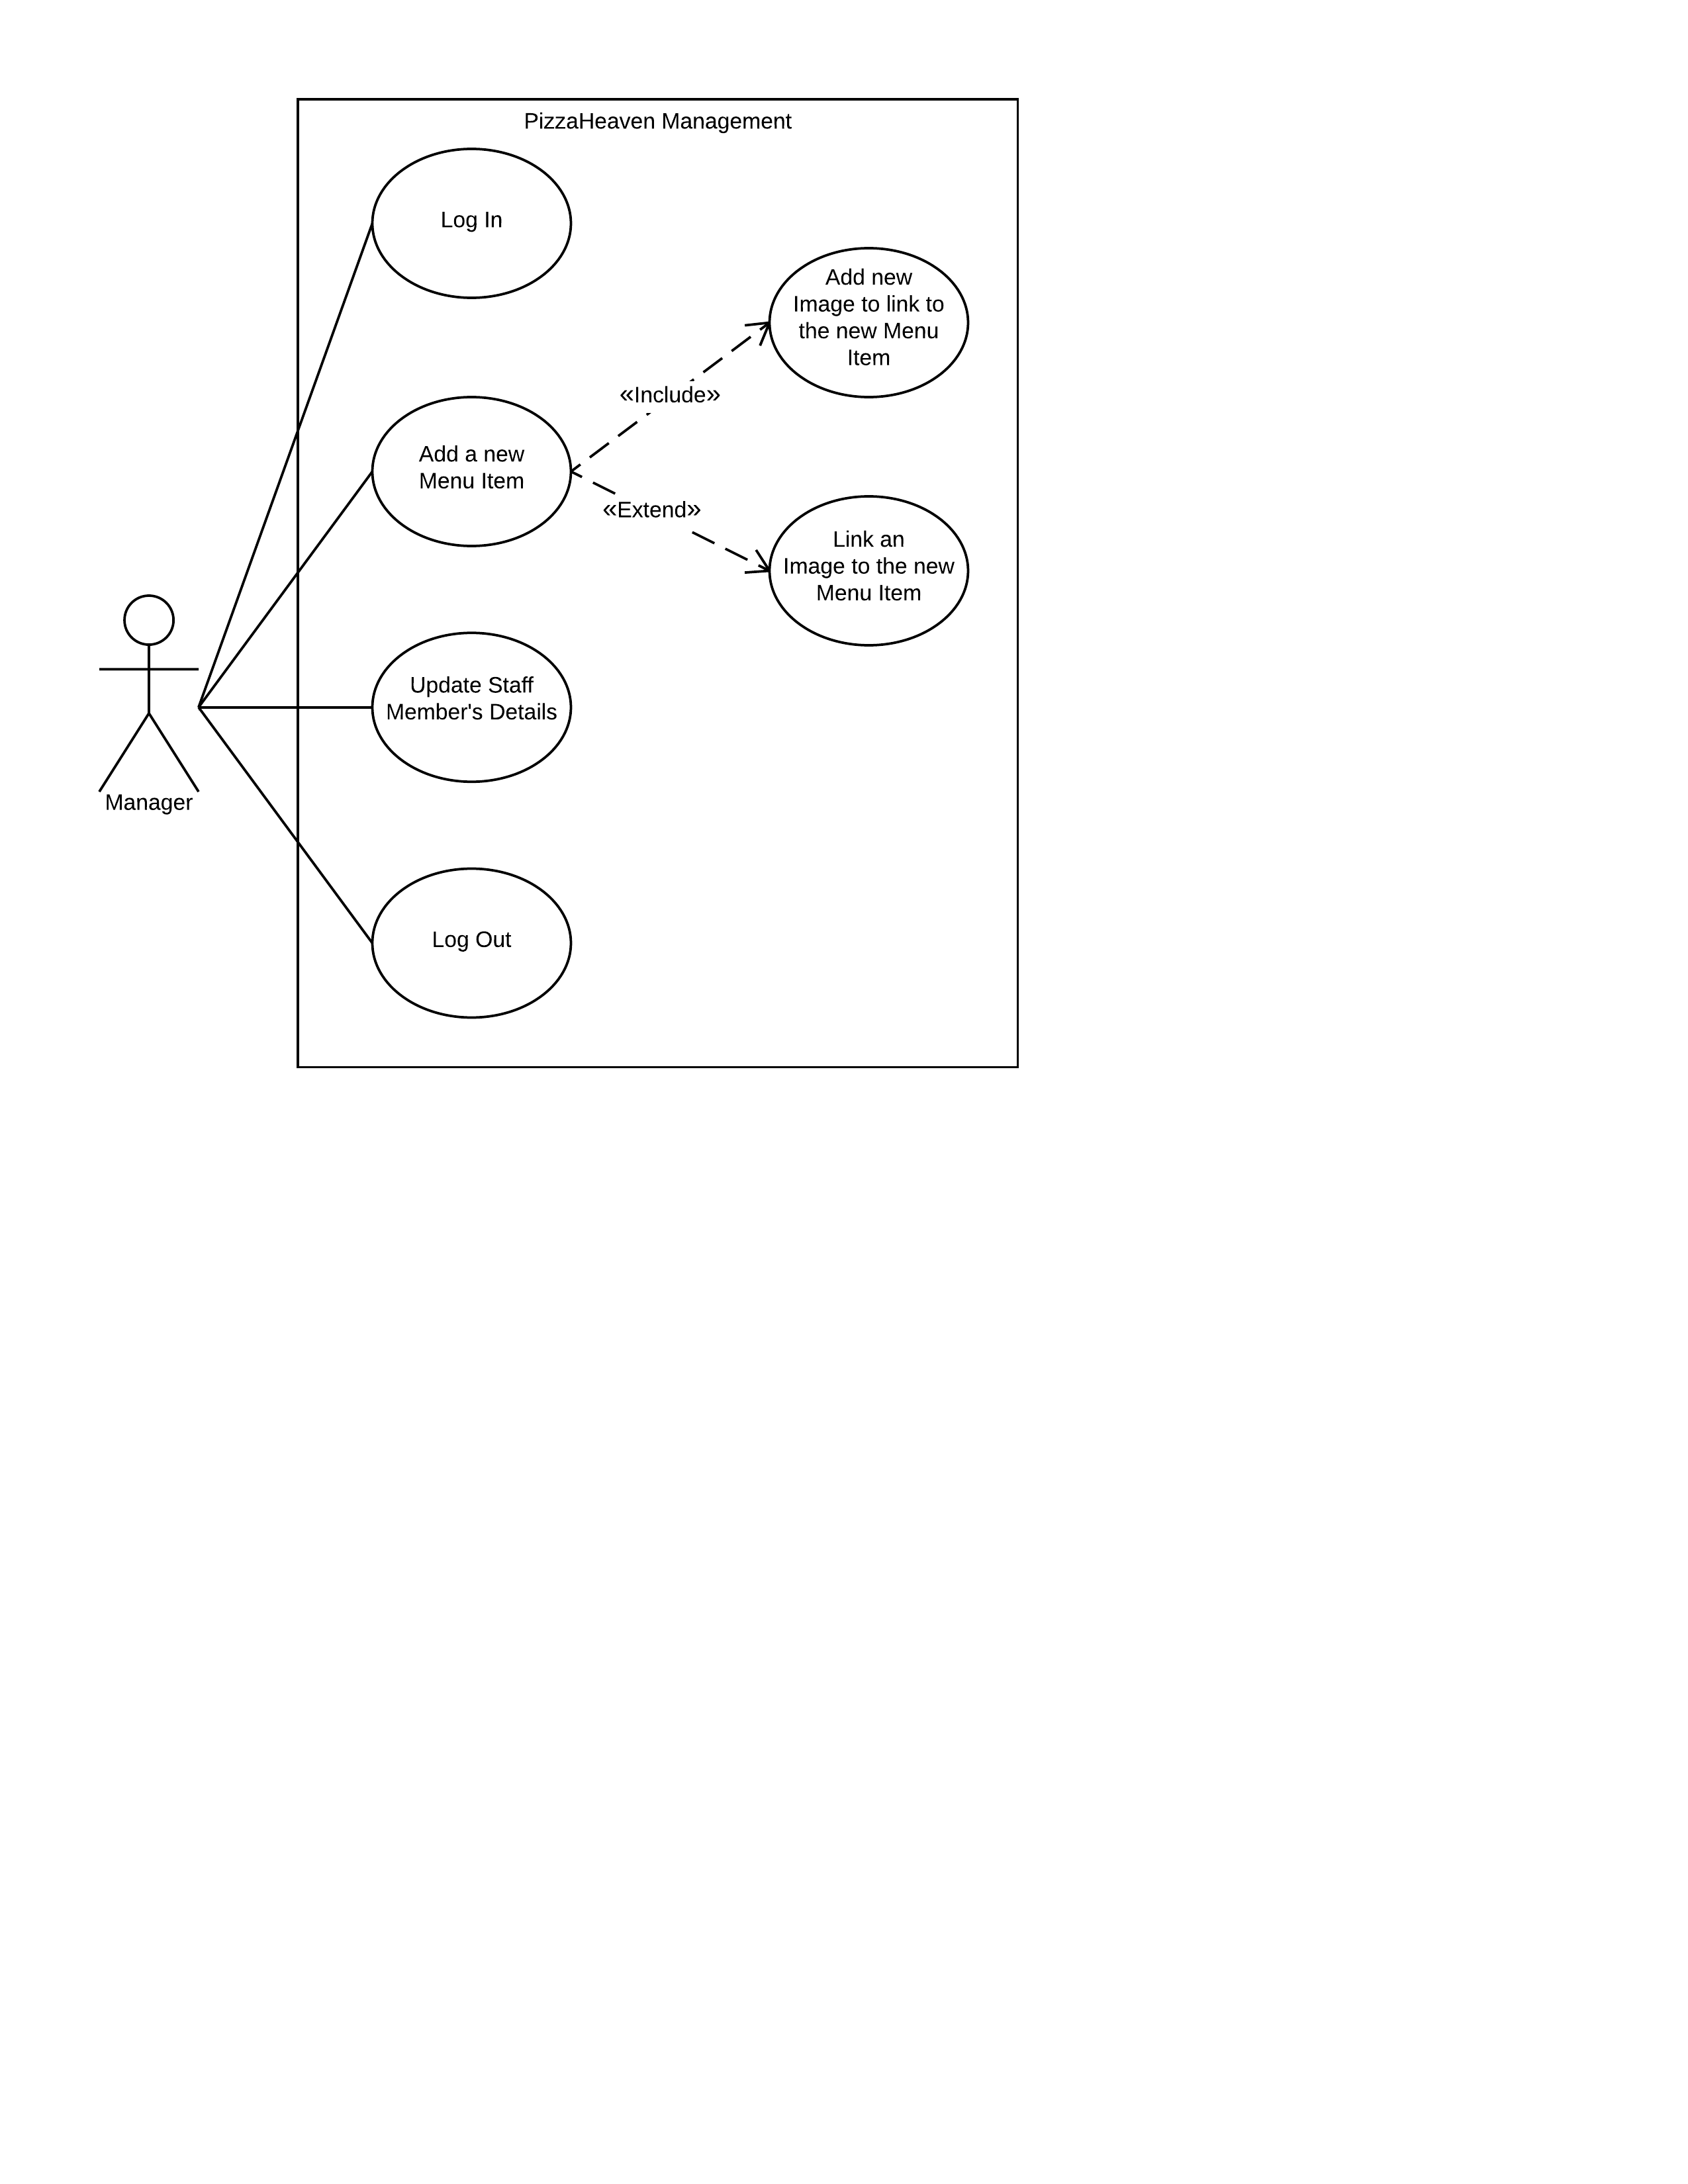 PizzaHeaven Management
Log In
Add new
Image to link to
the new Menu
Item
«Include»
Add a new
Menu Item
«Extend»
Link an
Image to the new
Menu Item
Update Staff
Member's Details
Manager
Log Out